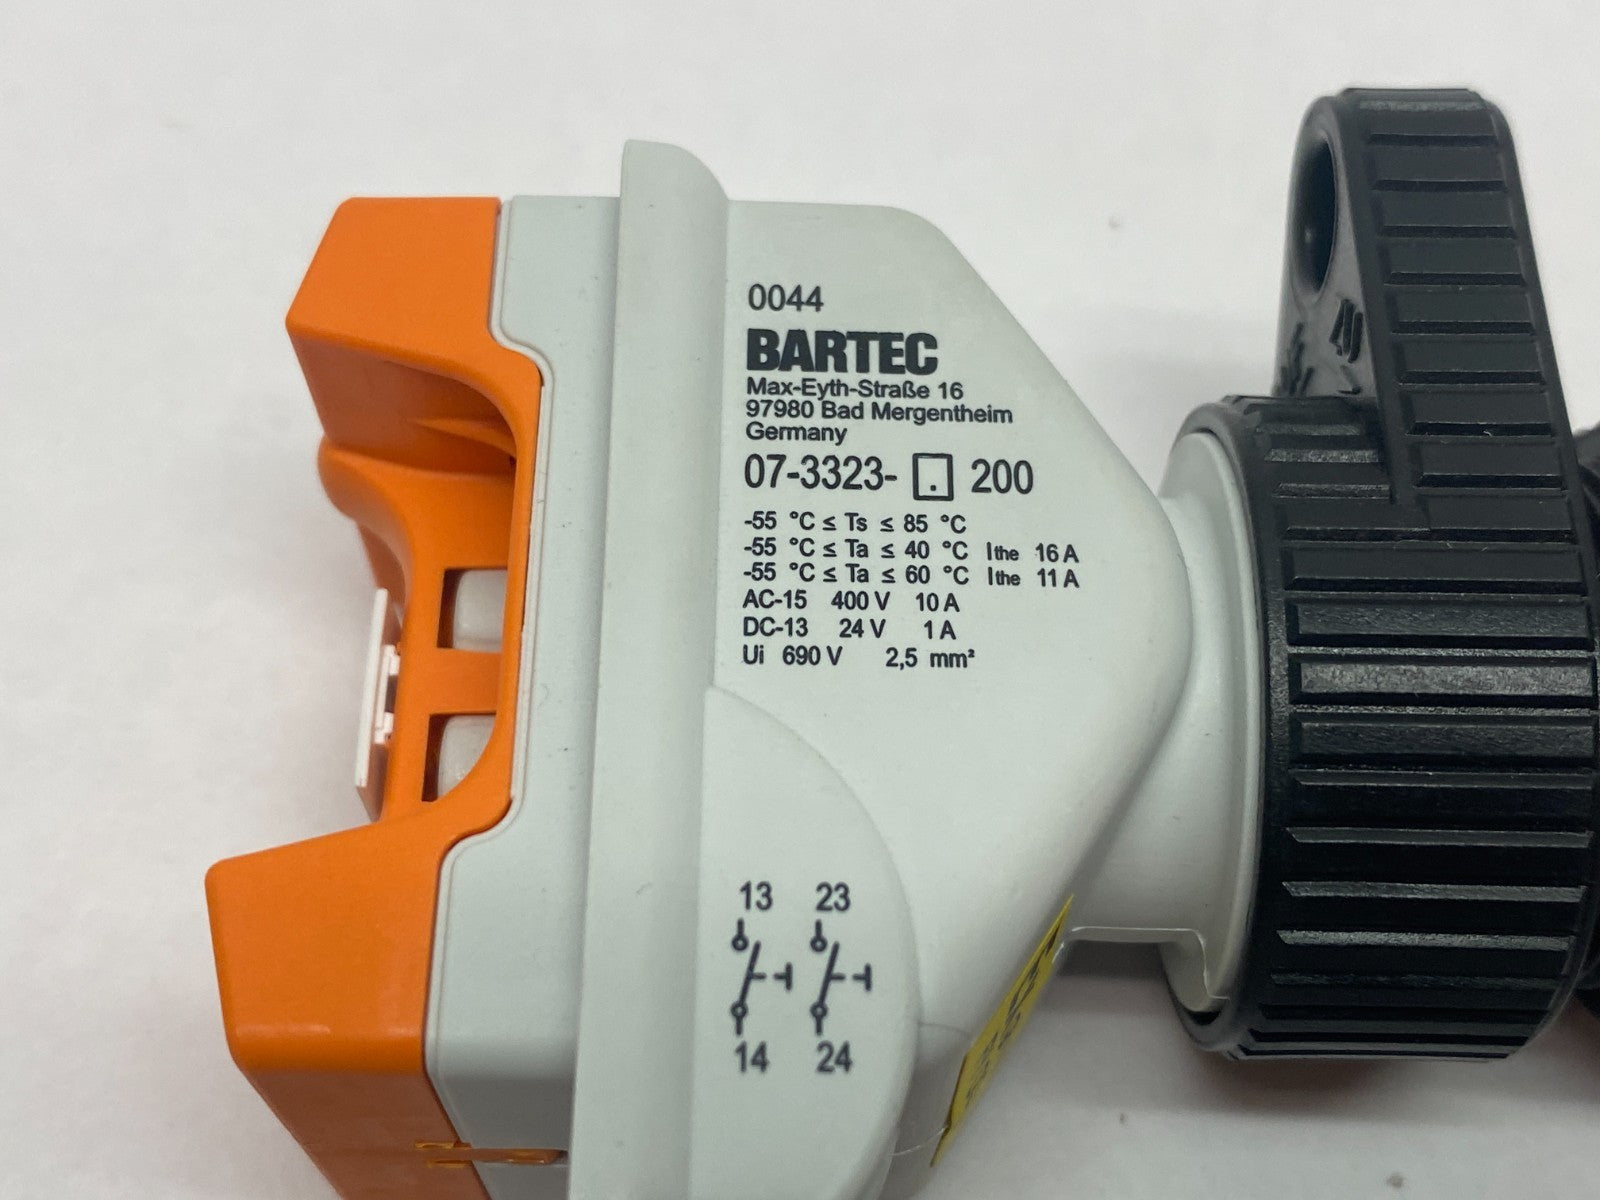 0044
BARTEC
Max-Eyth-Straße 16
97980 Bad Mergentheim
Germany
07-3323- . 200
-55 °C ≤ Ts ≤ 85 °C
-55 °C ≤ Ta ≤ 40 °C Ithe 16 A
-55 °C ≤ Ta ≤ 60 °C Ithe 11 A
AC-15 400 V 10 A
DC-13 24 V 1 A
Ui 690 V 2,5 mm²
13 23
14 24